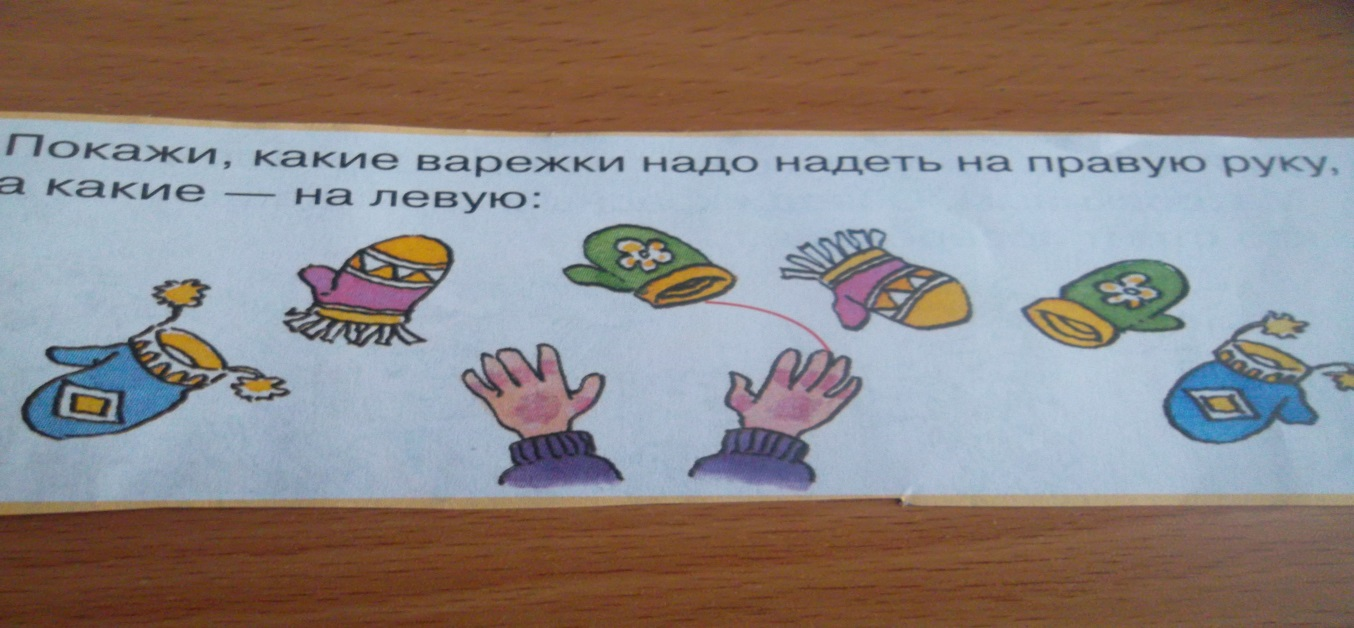 Покажи, какие варежки надо надеть на правую руку,
а какие — на левую: